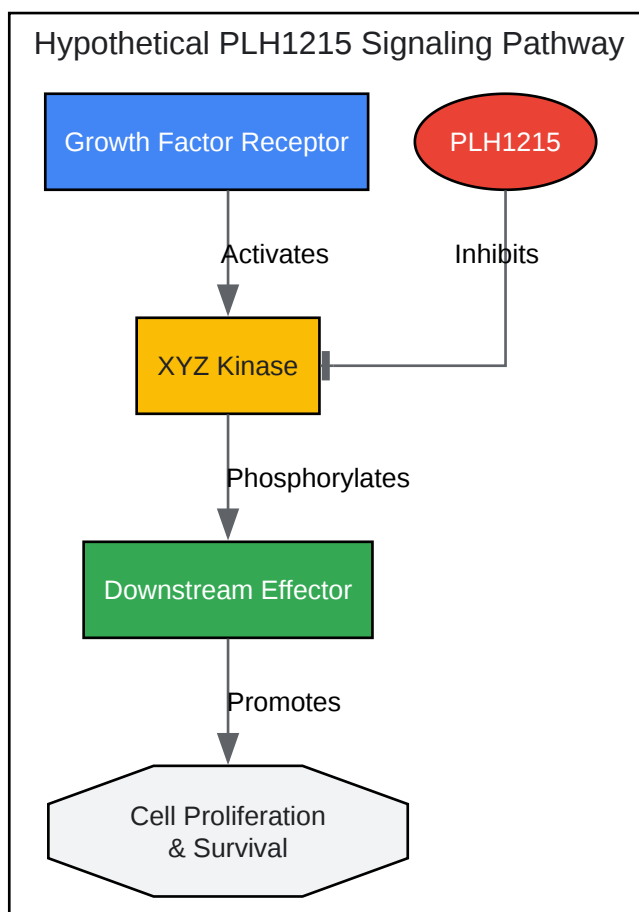 Hypothetical PLH1215 Signaling Pathway
Growth Factor Receptor
PLH1215
Activates
Inhibits
XYZ Kinase
Phosphorylates
Downstream Effector
Promotes
Cell Proliferation
& Survival